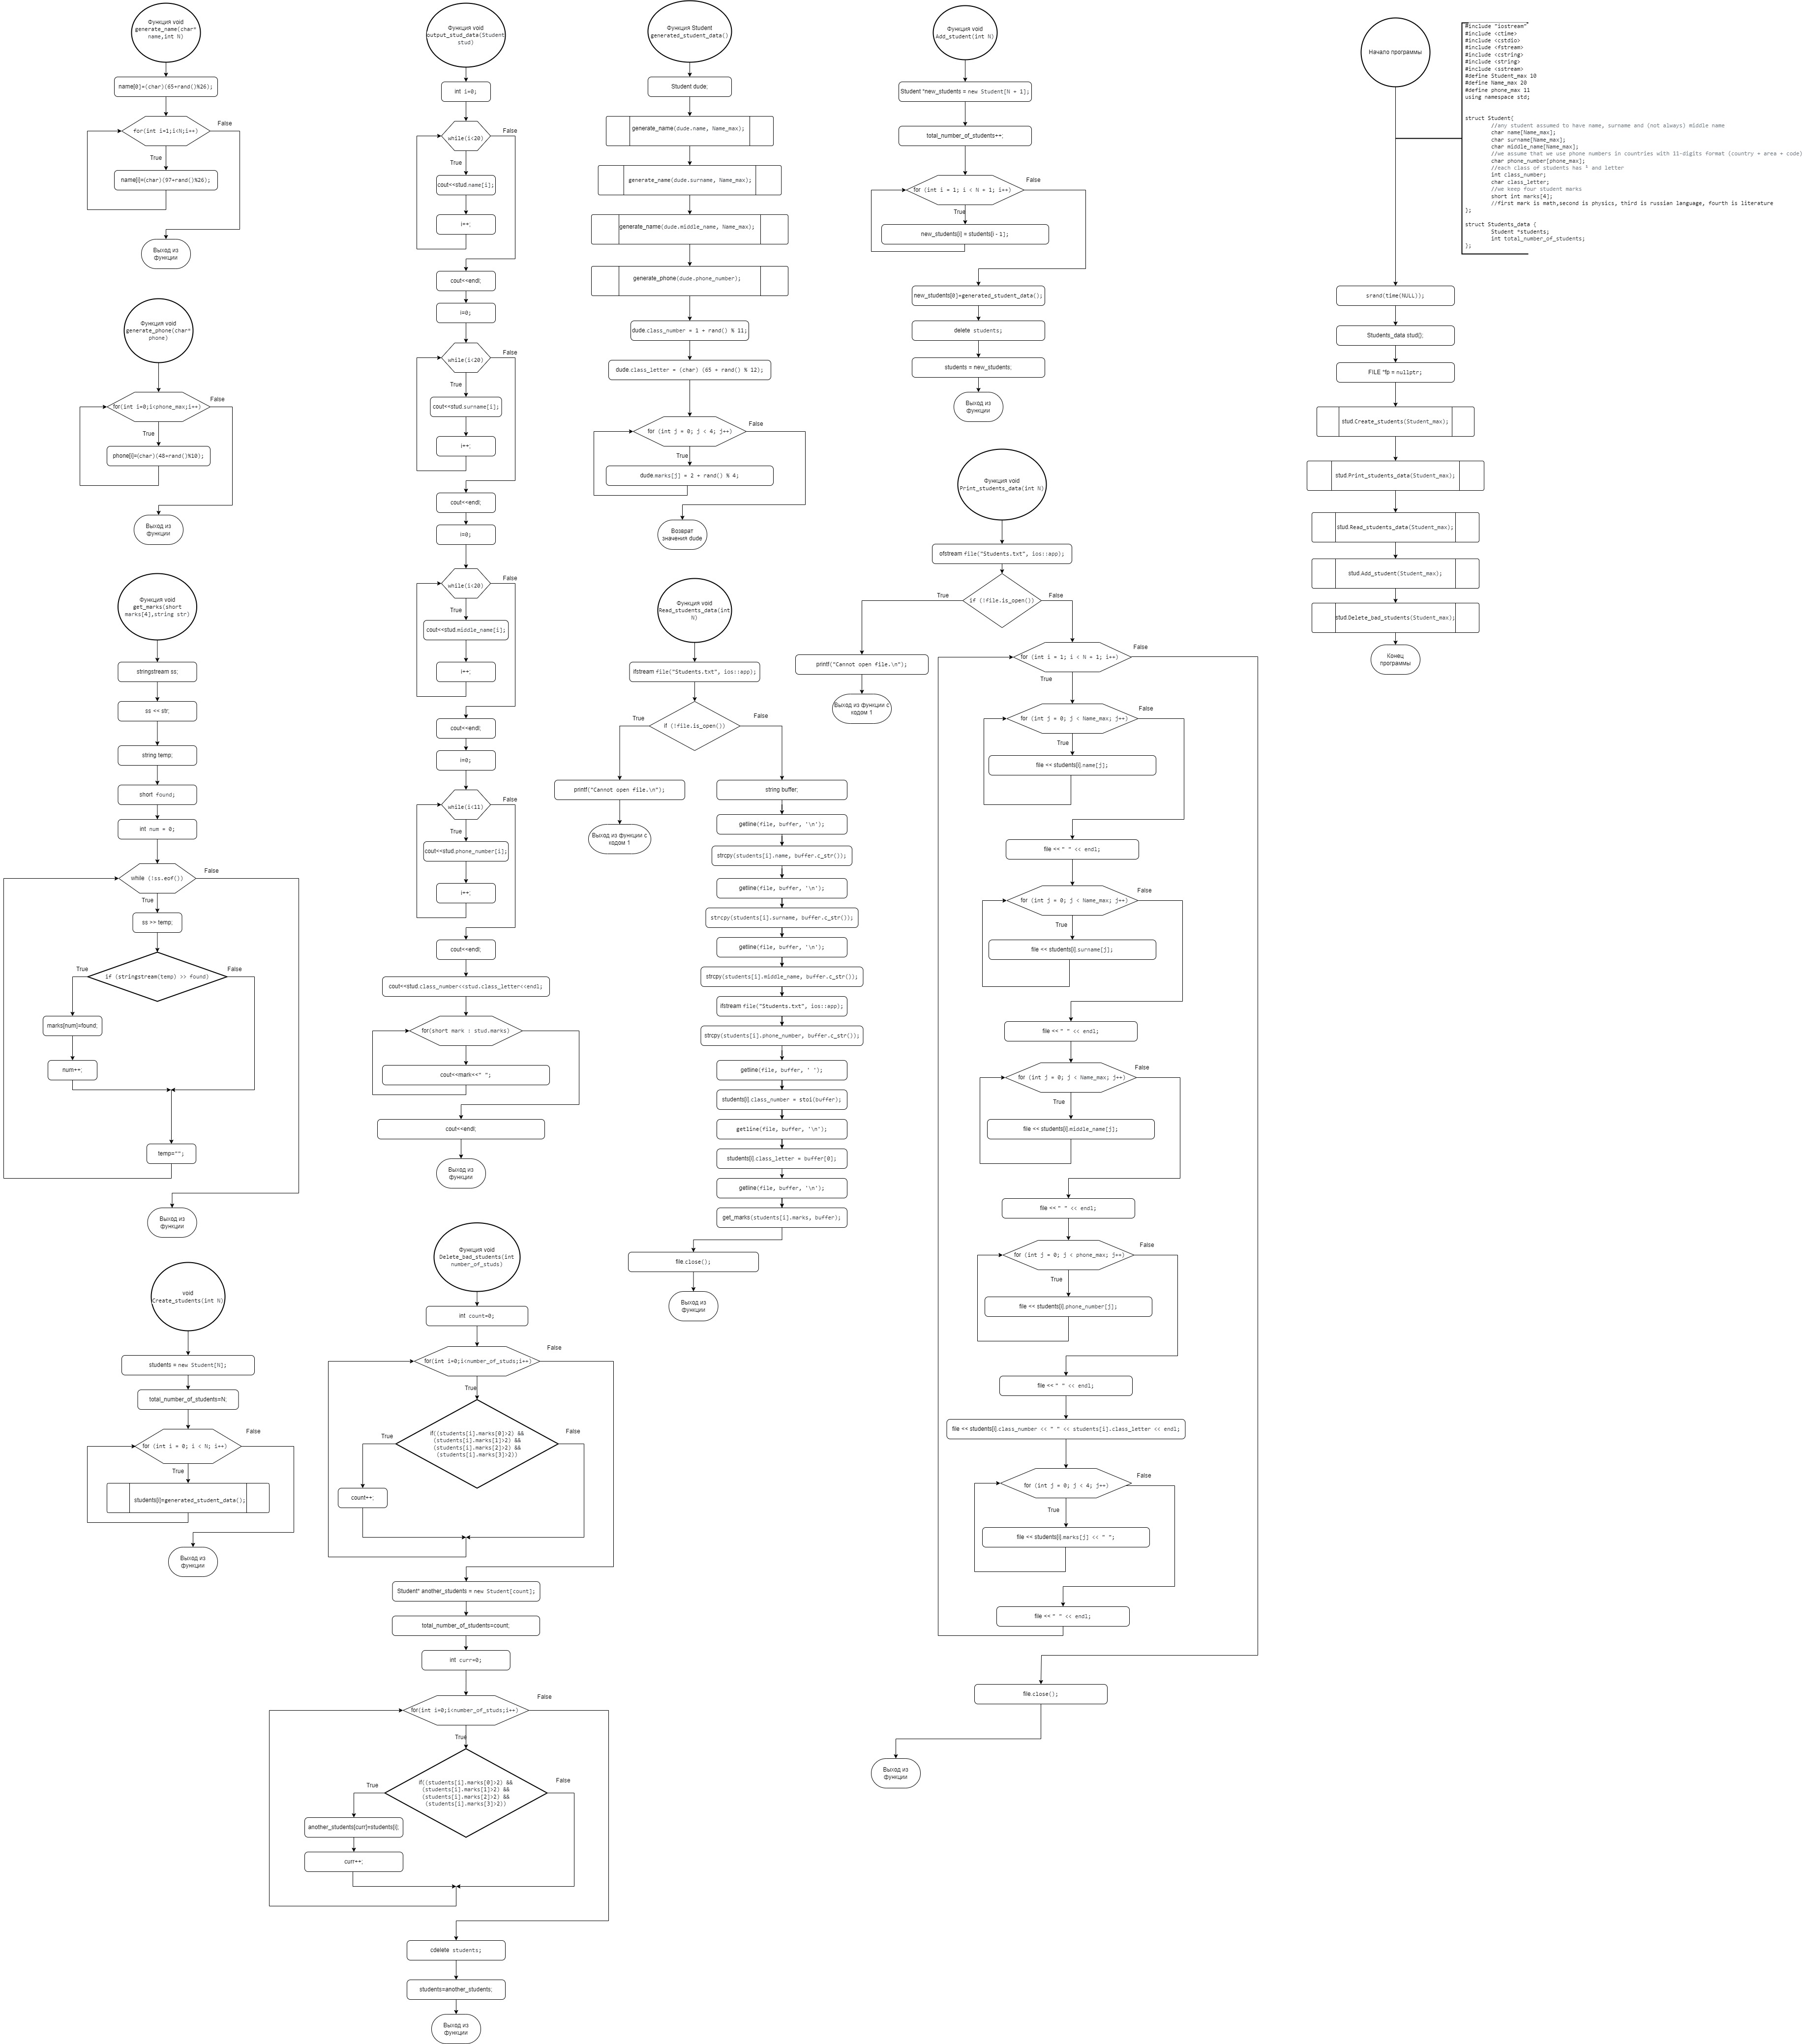 Функция void
generate_name(char*
name,int N)
name[0]=(char)(65+rand()%26);
for(int i=1;i<N;i++)
False
True
name[i]=(char)(97+rand()%26);
Выход из
функции
Функция void
generate_phone(char*
phone)
for(int i=0;i<phone_max;i++)
False
True
phone[i]=(char)(48+rand()%10);
Выход из
функции
Функция void
get_marks(short
marks[4],string str)
stringstream ss;
ss << str;
string temp;
short found;
int num = 0;
while (!ss.eof())
False
True
ss >> temp;
True
if (stringstream(temp) >> found)
False
marks[num]=found;
num++;
temp="";
Выход из
функции
void
Create_students(int N)
students = new Student[N];
total_number_of_students=N;
for (int i = 0; i < N; i++)
False
True
students[i]=generated_student_data();
Выход из
функции
Функция void
output_stud_data(Student
stud)
int i=0;
while(i<20)
False
True
cout<<stud.name[i];
i++;
cout<<endl;
i=0;
while(i<20)
False
True
cout<<stud.surname[i];
i++;
cout<<endl;
i=0;
while(i<20)
False
True
cout<<stud.middle_name[i];
i++;
cout<<endl;
i=0;
while(i<11)
False
True
cout<<stud.phone_number[i];
i++;
cout<<endl;
cout<<stud.class_number<<stud.class_letter<<endl;
for(short mark : stud.marks)
False
cout<<mark<<" ";
cout<<endl;
Выход из
функции
Функция void
Delete_bad_students(int
number_of_studs)
int count=0;
for(int i=0;i<number_of_studs;i++)
False
True
if((students[i].marks[0]>2) &&
(students[i].marks[1]>2) &&
(students[i].marks[2]>2) &&
(students[i].marks[3]>2))
True
False
count++;
Student* another_students = new Student[count];
total_number_of_students=count;
int curr=0;
for(int i=0;i<number_of_studs;i++)
False
True
if((students[i].marks[0]>2) &&
(students[i].marks[1]>2) &&
(students[i].marks[2]>2) &&
(students[i].marks[3]>2))
True
False
another_students[curr]=students[i];
curr++;
cdelete students;
students=another_students;
Выход из
функции
Функция Student
generated_student_data()
Student dude;
generate_name(dude.name, Name_max);
generate_name(dude.surname, Name_max);
generate_name(dude.middle_name, Name_max);
generate_phone(dude.phone_number);
dude.class_number = 1 + rand() % 11;
dude.class_letter = (char) (65 + rand() % 12);
for (int j + 0; j < 4; j++)
False
True
dude.marks[j] = 2 + rand() % 4;
Возврат
значения dude
Функция void
Read_students_data(int
N)
ifstream file("Students.txt", ios::app);
if (!file.is_open())
True
False
printf("Cannot open file.\n");
Выход из функции с
кодом 1
string buffer;
getline(file, buffer, '\n');
strcpy(students[i].name, buffer.c_str());
getline(file, buffer, '\n');
strcpy(students[i].surname, buffer.c_str());
getline(file, buffer, '\n');
strcpy(students[i].middle_name, buffer.c_str());
ifstream file("Students.txt", ios::app);
strcpy(students[i].phone_number, buffer.c_str());
getline(file, buffer, ' ');
students[i].class_number = stoi(buffer);
getline(file, buffer, '\n');
students[i].class_letter = buffer[0];
getline(file, buffer, '\n');
get_marks(students[i].marks, buffer);
file.close();
Выход из
функции
Функция void
Add_student(int N)
Student *new_students = new Student[N + 1];
total_number_of_students++;
for (int i = 1; i < N + 1; i++)
False
True
new_students[i] = students[i - 1];
new_students[0]=generated_student_data();
delete students;
students = new_students;
Выход из
функции
Функция void
Print_students_data(int N)
ofstream file("Students.txt", ios::app);
if (!file.is_open())
True
False
printf("Cannot open file.\n");
Выход из функции с
кодом 1
for (int i = 1; i < N - 1; i++)
False
True
for (int j = 0; j < Name_max; j++)
False
True
file << students[i].name[j];
file << " " << endl;
for (int j = 0; j < Name_max; j++)
False
True
file << students[i].surname[j];
file << " " << endl;
for (int j = 0; j < Name_max; j++)
False
True
file << students[i].middle_name[j];
file << " " << endl;
for (int j = 0; j < phone_max; j++)
False
True
file << students[i].phone_number[j];
file << " " << endl;
file << students[i].class_number << " " << students[i].class_letter << endl;
for (int j = 0; j < 4; j++)
False
True
file << students[i].marks[j] << " ";
file << " " << endl;
file.close();
Выход из
функции
Начало программы
#include "iostream"
#include <ctime>
#include <cstdio>
#include <fstream>
#include <cstring>
#include <string>
#include <sstream>
#define Student_max 10
#define Name_max 20
#define phone_max 11
using namespace std;
struct Student{
//any student assumed to have name, surname and (not always) middle name
char name[Name_max];
char surname[Name_max];
char middle_name[Name_max];
//we assume that we use phone numbers in countries with 11-digits format (country + area + code)
char phone_number[phone_max];
//each class of students has ° and letter
int class_number;
char class_letter;
//we keep four student marks
short int marks[4];
//first mark is math,second is physics, third is russian language, fourth is literature
};
struct Students_data {
Student *students;
int total_number_of_students;
};
srand(time(NULL));
Students_data stud{};
FILE *fp = nullptr;
stud.Create_students(Student_max);
stud.Print_students_data(Student_max);
stud.Read_students_data(Student_max);
stud.Add_student(Student_max);
stud.Delete_bad_students(Student_max);
Конец
программы